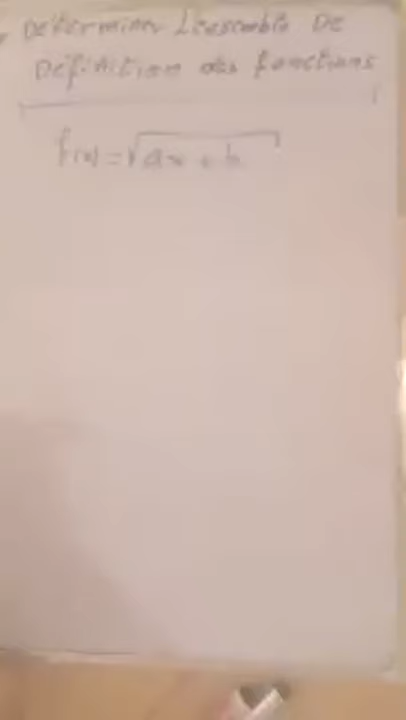 Déterminer L'ensemble De
Définition des fonctions
f(x) = √ax + b